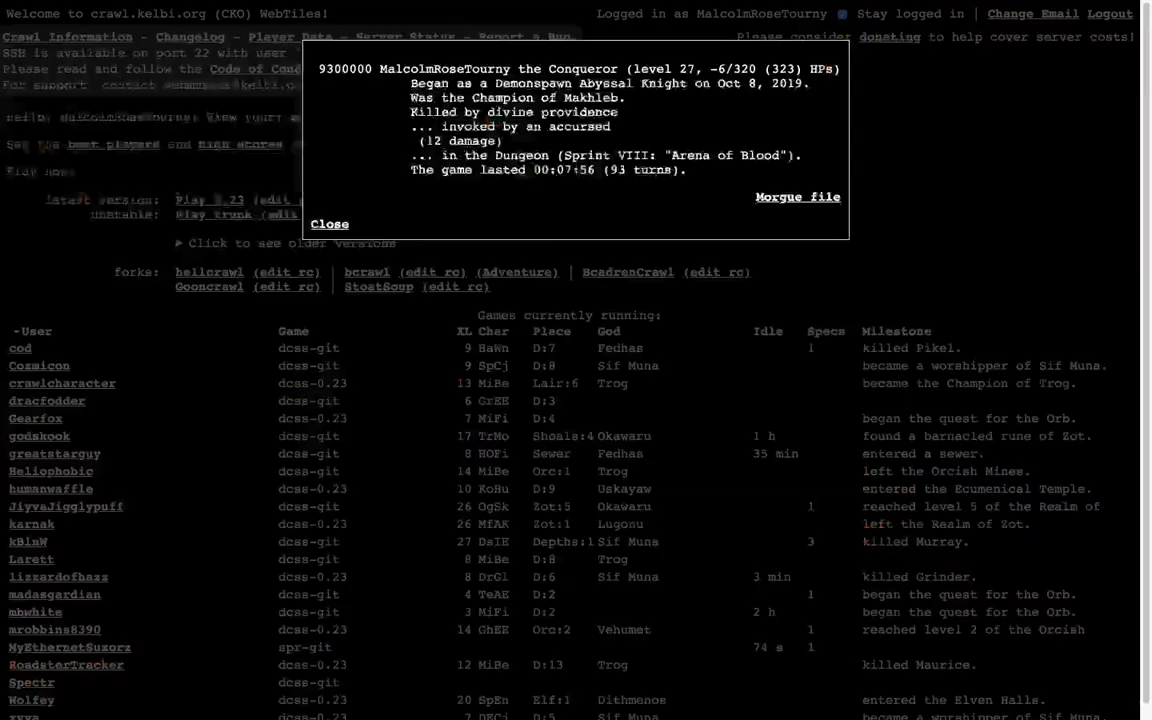 Welcome to crawl.kelbi.org (CKO) WebTiles!
Logged in as MalcolmRoseTourny Stay logged in | Change Email Logout
Crawl Information - Changelog - Player Data - Server Status - Report a Bug
Please consider donating to help cover server costs!
SSH is available on port 22 with user
Please read and follow the Code of Cond
For support, contact
9300000 MalcolmRoseTourny the Conqueror (level 27, -6/320 (323) HPs)
Began as a Demonspawn Abyssal Knight on Oct 8, 2019.
Was the Champion of Makhleb.
Killed by divine providence
... invoked by an accursed
(12 damage)
... in the Dungeon (Sprint VIII: "Arena of Blood").
The game lasted 00:07:56 (93 turns).
Morgue file
Close
best players and high scores
Play now:
latest version: Play 0.23 (edit
unstable: Play trunk (edit
▶ Click to see older versions
forks: hellcrawl (edit rc) | bcrawl (edit rc) (Adventure) | BcadrenCrawl (edit rc)
Gooncrawl (edit rc) | StoatSoup (edit rc)
Games currently running:
-User Game XL Char Place God Idle Specs Milestone
cod dcss-git 9 HaWn D:7 Fedhas 1 killed Pikel.
Cozmicon dcss-git 9 SpCj D:8 Sif Muna became a worshipper of Sif Muna.
crawlcharacter dcss-0.23 13 MiBe Lair:6 Trog became the Champion of Trog.
dracfodder dcss-git 6 GrEE D:3
Gearfox dcss-0.23 7 MiFi D:4 began the quest for the Orb.
godskook dcss-git 17 TrMo Shoals:4 Okawaru 1 h found a barnacled rune of Zot.
greatstarguy dcss-git 8 HOFi Sewer Fedhas 35 min entered a sewer.
Heliophobic dcss-git 14 MiBe Orc:1 Trog left the Orcish Mines.
humanwaffle dcss-0.23 10 KoHu D:9 Uskayaw entered the Ecumenical Temple.
JiyvaJigglypuff dcss-git 26 OgSk Zot:5 Okawaru 1 reached level 5 of the Realm of
karnak dcss-git 26 MfAK Zot:1 Lugonu left the Realm of Zot.
kBlnW dcss-git 27 DsIE Depths:1 Sif Muna 3 killed Murray.
Larett dcss-git 8 MiBe D:8 Trog
lizzardofhazz dcss-0.23 8 DrGl D:6 Sif Muna 3 min killed Grinder.
madasgardian dcss-git 4 TeAE D:2 1 began the quest for the Orb.
mbwhite dcss-0.23 3 MiFi D:2 2 h began the quest for the Orb.
mrobbins8390 dcss-0.23 14 GhEE Orc:2 Vehumet 1 reached level 2 of the Orcish
MyEthernetSuxorz spr-git 74 s 1
RoadsterTracker dcss-0.23 12 MiBe D:13 Trog killed Maurice.
Spectr dcss-git
Wolfey dcss-0.23 20 SpEn Elf:1 Dithmenos entered the Elven Halls.
xyva dcss-0.23 7 DECj D:5 Sif Muna became a worshipper of Sif Muna.